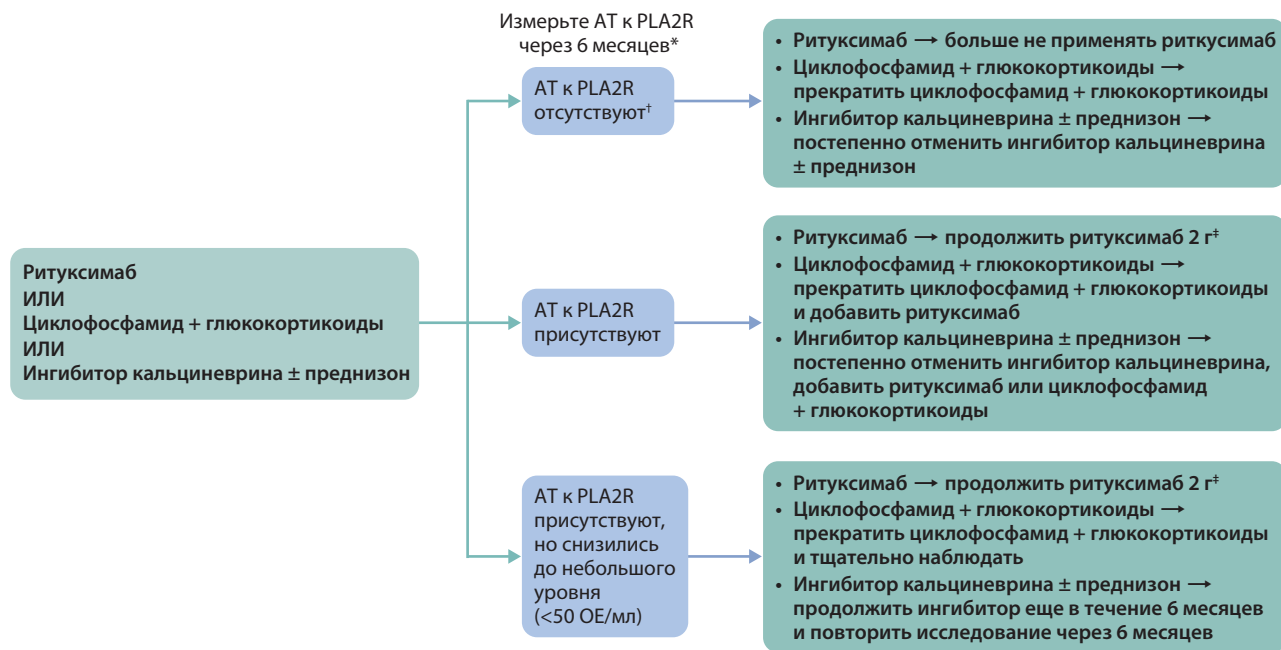 Измерьте АТ к PLA2R
через 6 месяцев*
Ритуксимаб
ИЛИ
Циклофосфамид + глюкокортикоиды
ИЛИ
Ингибитор кальциневрина ± преднизон
АТ к PLA2R
отсутствуют†
• Ритуксимаб → больше не применять риткусимаб
• Циклофосфамид + глюкокортикоиды →
прекратить циклофосфамид + глюкокортикоиды
• Ингибитор кальциневрина ± преднизон →
постепенно отменить ингибитор кальциневрина
± преднизон
АТ к PLA2R
присутствуют
• Ритуксимаб → продолжить ритуксимаб 2 г‡
• Циклофосфамид + глюкокортикоиды →
прекратить циклофосфамид + глюкокортикоиды
и добавить ритуксимаб
• Ингибитор кальциневрина ± преднизон →
постепенно отменить ингибитор кальциневрина,
добавить ритуксимаб или циклофосфамид
+ глюкокортикоиды
АТ к PLA2R
присутствуют,
но снизились
до небольшого
уровня
(<50 ОЕ/мл)
• Ритуксимаб → продолжить ритуксимаб 2 г‡
• Циклофосфамид + глюкокортикоиды →
прекратить циклофосфамид + глюкокортикоиды
и тщательно наблюдать
• Ингибитор кальциневрина ± преднизон →
продолжить ингибитор еще в течение 6 месяцев
и повторить исследование через 6 месяцев